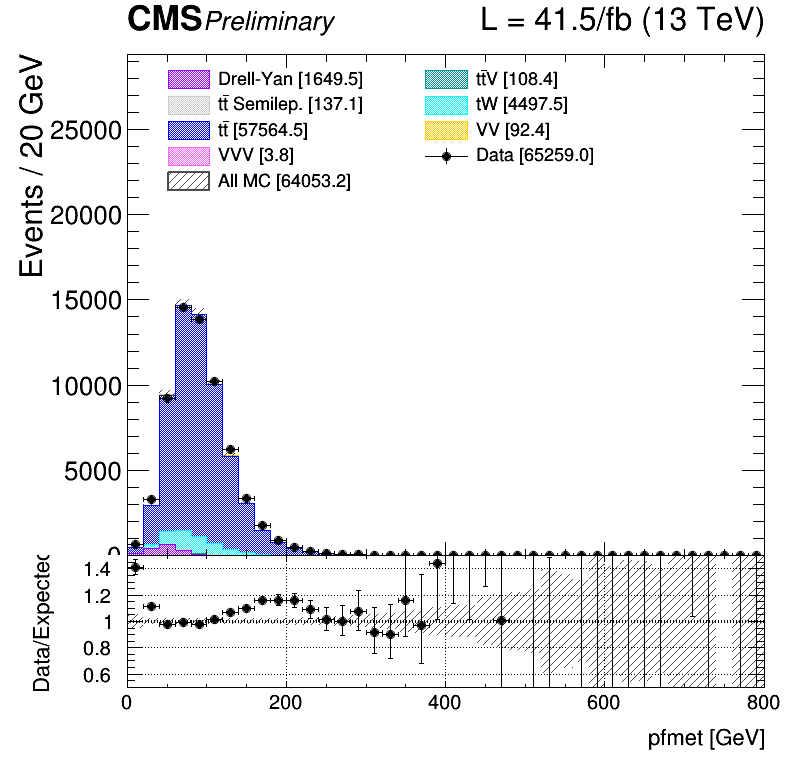 CMS Preliminary L = 41.5/fb (13 TeV)
Events / 20 GeV
Drell-Yan [1649.5]
tt̄ Semilep. [137.1]
tt̄ [57564.5]
VVV [3.8]
All MC [64053.2]
tt̄V [108.4]
tW [4497.5]
VV [92.4]
Data [65259.0]
25000
20000
15000
10000
5000
0
Data/Expected
1.4
1.2
1
0.8
0.6
0 200 400 600 800
pfmet [GeV]